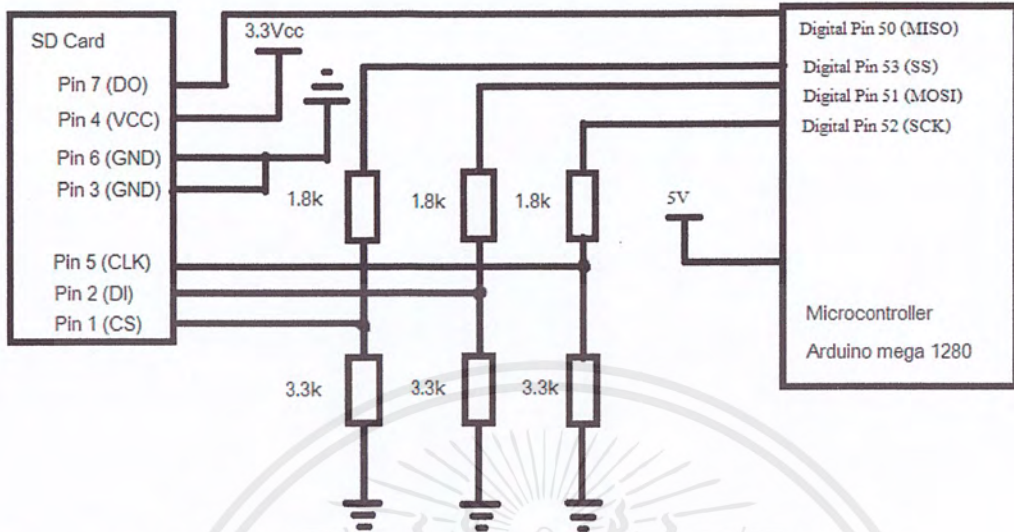 SD Card
3.3Vcc
Pin 7 (DO)
Pin 4 (VCC)
Pin 6 (GND)
Pin 3 (GND)
Pin 5 (CLK)
Pin 2 (DI)
Pin 1 (CS)
1.8k
1.8k
1.8k
3.3k
3.3k
3.3k
5V
Digital Pin 50 (MISO)
Digital Pin 53 (SS)
Digital Pin 51 (MOSI)
Digital Pin 52 (SCK)
Microcontroller
Arduino mega 1280